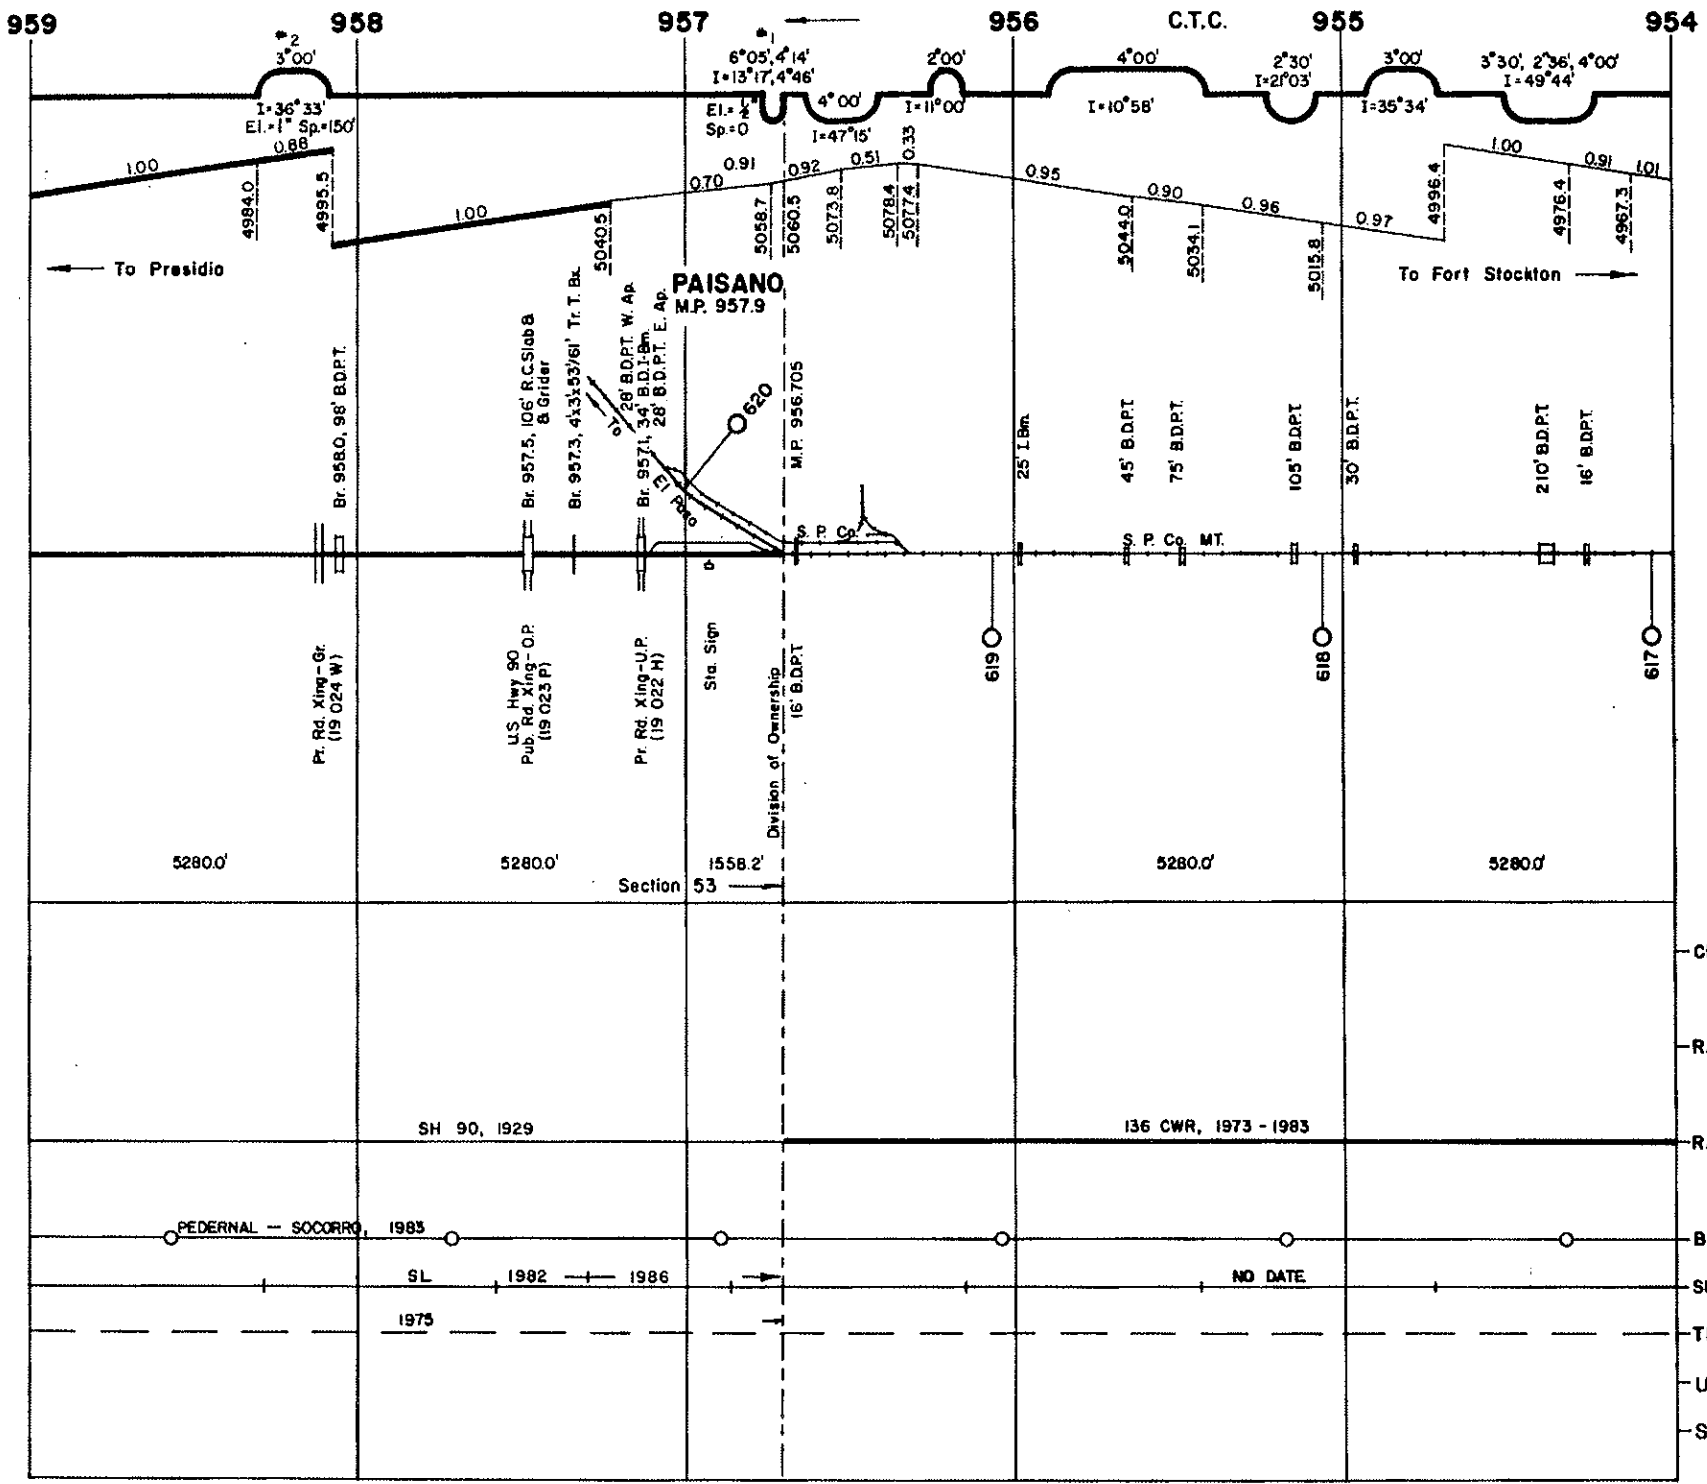 959
958
957
956
C.T.C.
955
954
#2
3°00'
I=36°33'
El.=1" Sp.=150'
#1
6°05', 4°14'
I=13°17', 4°46'
El.=½"
Sp.=0
4°00'
I=47°15'
2°00'
I=11°00'
4°00'
I=10°58'
2°30'
I=21°03'
3°00'
I=35°34'
3°30', 2°36', 4°00'
I=49°44'
1.00
0.88
1.00
0.70
0.91
0.92
0.51
0.33
0.95
0.90
0.96
0.97
1.00
0.91
1.01
4984.0
4995.5
5040.5
5058.7
5060.5
5073.8
5078.4
5077.4
5044.0
5034.1
5015.8
4996.4
4976.4
4967.3
To Presidio
To Fort Stockton
PAISANO
M.P. 957.9
Br. 958.0, 98' B.D.P.T.
Br. 957.5, 106' R.C.Slab &
& Grider
Br. 957.3, 4'x3'x53'/61' Tr. T. Bx.
28' B.D.P.T. W. Ap.
Br. 957.1, 34' B.D.I-Bm.
28' B.D.P.T. E. Ap.
To
El Paso
620
M.P. 956.705
25' I.Bm.
45' B.D.P.T.
75' B.D.P.T.
105' B.D.P.T.
30' B.D.P.T.
210' B.D.P.T.
16' B.D.P.T.
S. P. Co.
S. P. Co. MT.
Pr. Rd. Xing-Gr.
(19 024 W)
U.S. Hwy 90
Pub. Rd. Xing-O.P.
(19 023 P)
Pr. Rd. Xing-U.P.
(19 022 H)
Sta. Sign
Division of Ownership
16' B.D.P.T
619
618
617
5280.0'
5280.0'
1558.2'
5280.0'
5280.0'
Section 53
C
R
SH 90, 1929
136 CWR, 1973 - 1983
R
PEDERNAL — SOCORRO, 1983
B
SL
1982
1986
NO DATE
S
1975
T
U
S